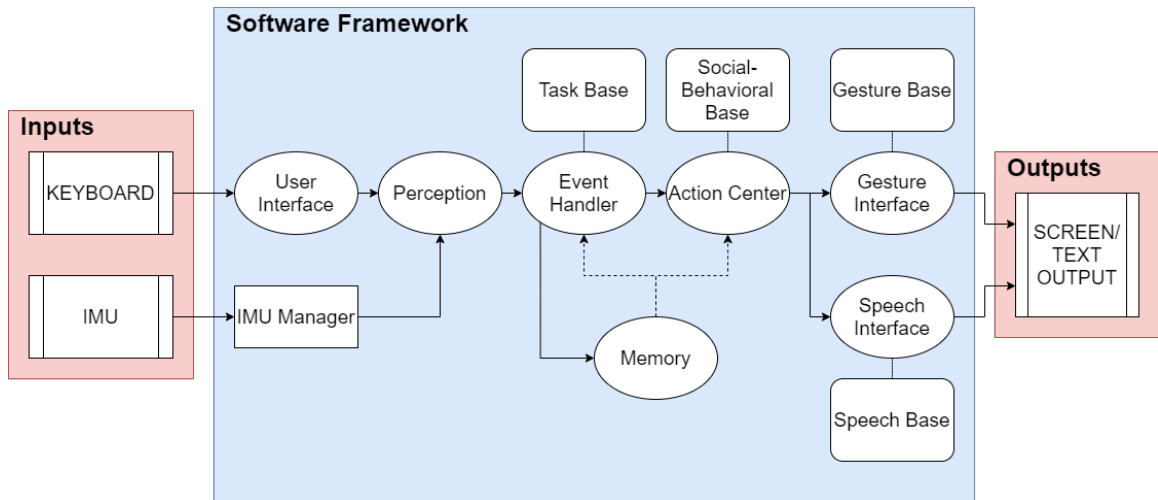 Software Framework
Task Base
Social-
Behavioral
Base
Gesture Base
Inputs
KEYBOARD
User
Interface
Perception
Event
Handler
Action Center
Gesture
Interface
Outputs
SCREEN/
TEXT
OUTPUT
IMU
IMU Manager
Memory
Speech
Interface
Speech Base